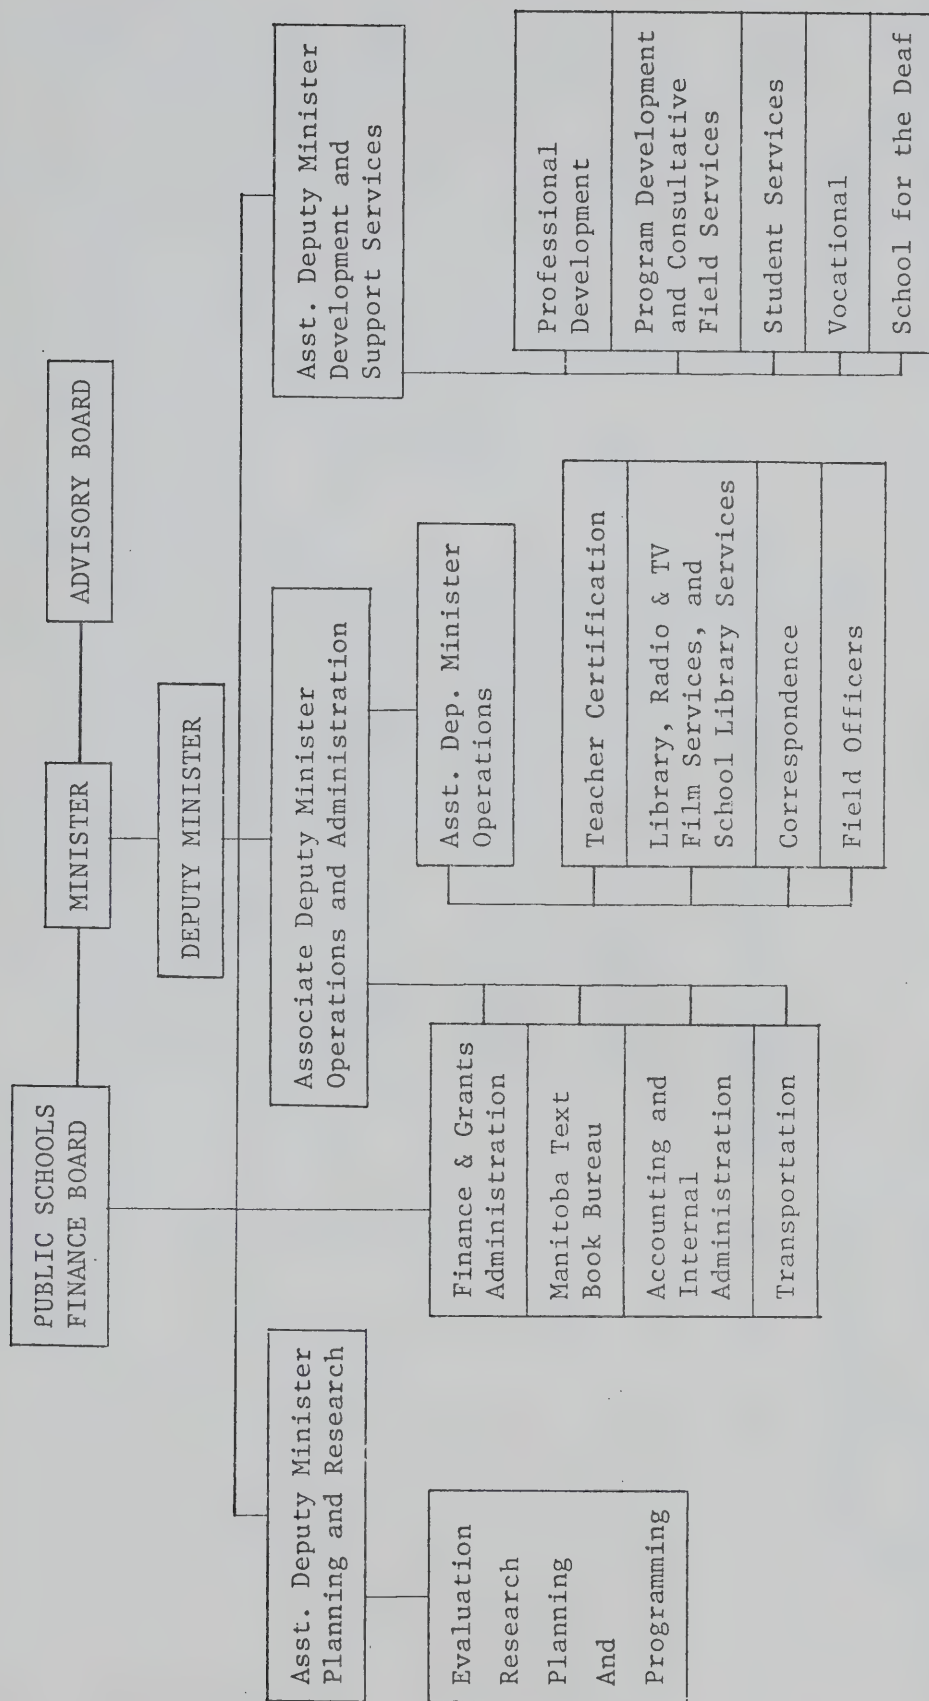 PUBLIC SCHOOLS
FINANCE BOARD
MINISTER
ADVISORY BOARD
DEPUTY MINISTER
Asst. Deputy Minister
Planning and Research
Associate Deputy Minister
Operations and Administration
Asst. Deputy Minister
Development and
Support Services
Evaluation
Research
Planning
And
Programming
Finance & Grants
Administration
Manitoba Text
Book Bureau
Accounting and
Internal
Administration
Transportation
Asst. Dep. Minister
Operations
Teacher Certification
Library, Radio & TV
Film Services, and
School Library Services
Correspondence
Field Officers
Professional
Development
Program Development
and Consultative
Field Services
Student Services
Vocational
School for the Deaf